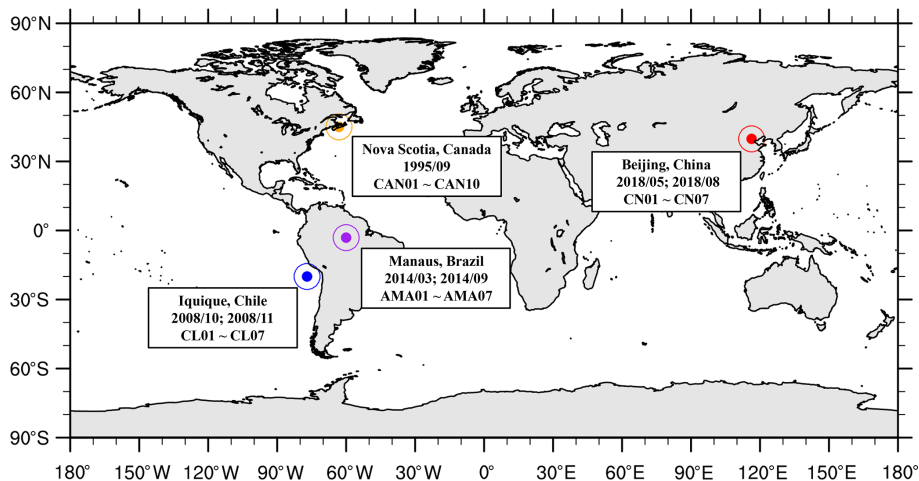 90°N
60°N
30°N
0°
30°S
60°S
90°S
Nova Scotia, Canada
1995/09
CAN01 ~ CAN10
Beijing, China
2018/05; 2018/08
CN01 ~ CN07
Manaus, Brazil
2014/03; 2014/09
AMA01 ~ AMA07
Iquique, Chile
2008/10; 2008/11
CL01 ~ CL07
180° 150°W 120°W 90°W 60°W 30°W 0° 30°E 60°E 90°E 120°E 150°E 180°